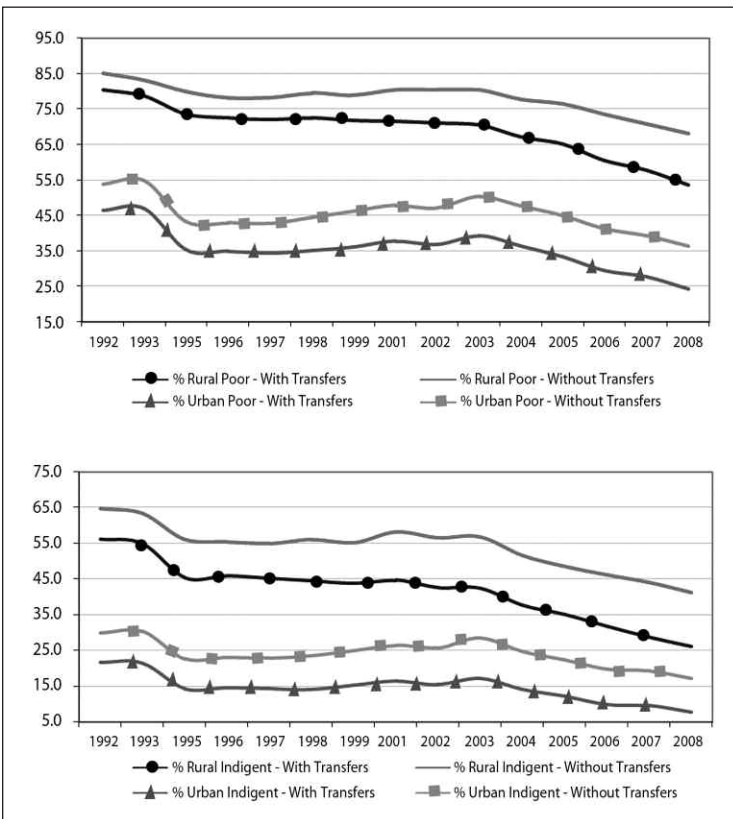 95.0
85.0
75.0
65.0
55.0
45.0
35.0
25.0
15.0
1992 1993 1995 1996 1997 1998 1999 2001 2002 2003 2004 2005 2006 2007 2008
% Rural Poor - With Transfers % Rural Poor - Without Transfers
% Urban Poor - With Transfers % Urban Poor - Without Transfers
75.0
65.0
55.0
45.0
35.0
25.0
15.0
5.0
1992 1993 1995 1996 1997 1998 1999 2001 2002 2003 2004 2005 2006 2007 2008
% Rural Indigent - With Transfers % Rural Indigent - Without Transfers
% Urban Indigent - With Transfers % Urban Indigent - Without Transfers